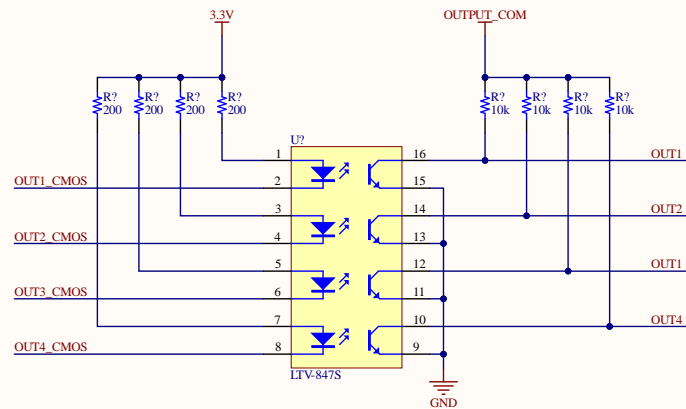 3.3V
OUTPUT_COM
R? R? R? R?
200 200 200 200
R? R? R? R?
10k 10k 10k 10k
U?
1 16 OUT1
OUT1_CMOS 2 15
3 14 OUT2
OUT2_CMOS 4 13
5 12 OUT1
OUT3_CMOS 6 11
7 10 OUT4
OUT4_CMOS 8 9
LTV-847S
GND